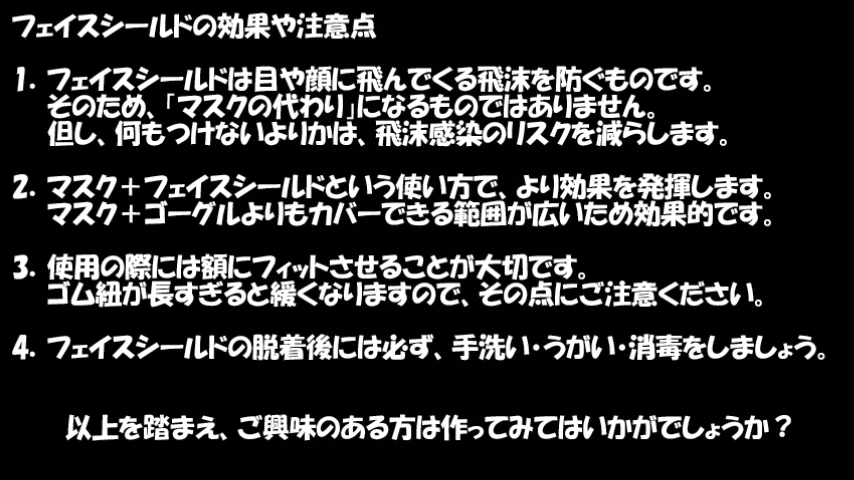 フェイスシールドの効果や注意点
1. フェイスシールドは目や顔に飛んでくる飛沫を防ぐものです。
そのため、「マスクの代わり」になるものではありません。
但し、何もつけないよりかは、飛沫感染のリスクを減らします。
2. マスク＋フェイスシールドという使い方で、より効果を発揮します。
マスク＋ゴーグルよりもカバーできる範囲が広いため効果的です。
3. 使用の際には額にフィットさせることが大切です。
ゴム紐が長すぎると緩くなりますので、その点にご注意ください。
4. フェイスシールドの脱着後には必ず、手洗い・うがい・消毒をしましょう。
以上を踏まえ、ご興味のある方は作ってみてはいかがでしょうか？